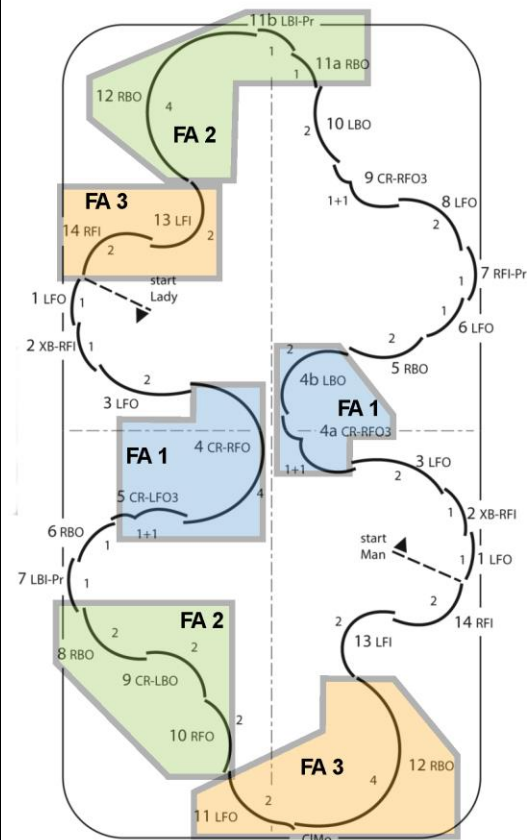 11b LBI-Pr
1
1
11a RBO
12 RBO
4
FA 2
2
10 LBO
9 CR-RFO3
1+1
8 LFO
2
FA 3
13 LFI
14 RFI
2
2
7 RFI-Pr
1
start
Lady
1 LFO
1
1
6 LFO
2 XB-RFI
1
2
5 RBO
2
3 LFO
2
4b LBO
FA 1
4a CR-RFO3
1+1
4 CR-RFO
FA 1
3 LFO
2
5 CR-LFO3
4
1+1
2 XB-RFI
1
6 RBO
1
start
Man
1
1 LFO
7 LBI-Pr
1
2
14 RFI
FA 2
2
13 LFI
8 RBO
2
2
9 CR-LBO
10 RFO
2
FA 3
12 RBO
4
11 LFO
2